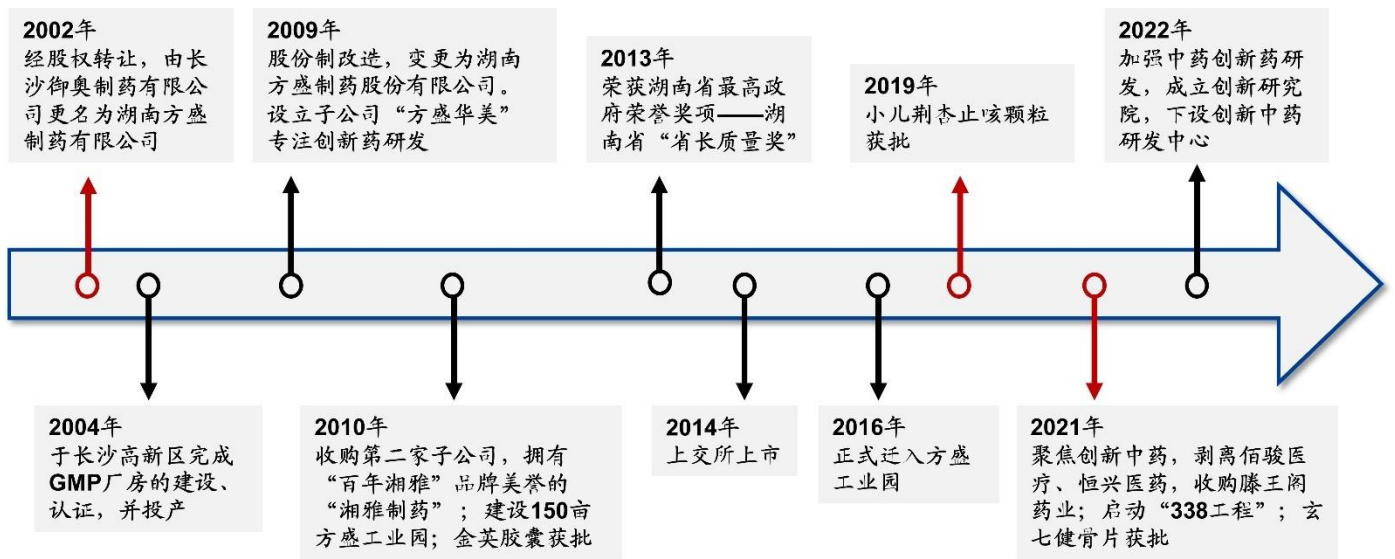 2002年
经股权转让，由长
沙御奥制药有限公
司更名为湖南方盛
制药有限公司
2009年
股份制改造，变更为湖南
方盛制药股份有限公司。
设立子公司“方盛华美”
专注创新药研发
2013年
荣获湖南省最高政
府荣誉奖项——湖
南省“省长质量奖”
2019年
小儿荆杏止咳颗粒
获批
2022年
加强中药创新药研
发，成立创新研究
院，下设创新中药
研发中心
2004年
于长沙高新区完成
GMP厂房的建设、
认证，并投产
2010年
收购第二家子公司，拥有
“百年湘雅”品牌美誉的
“湘雅制药”；建设150亩
方盛工业园；金英胶囊获批
2014年
上交所上市
2016年
正式迁入方盛
工业园
2021年
聚焦创新中药，剥离佰骏医
疗、恒兴医药，收购滕王阁
药业；启动“338工程”；玄
七健骨片获批